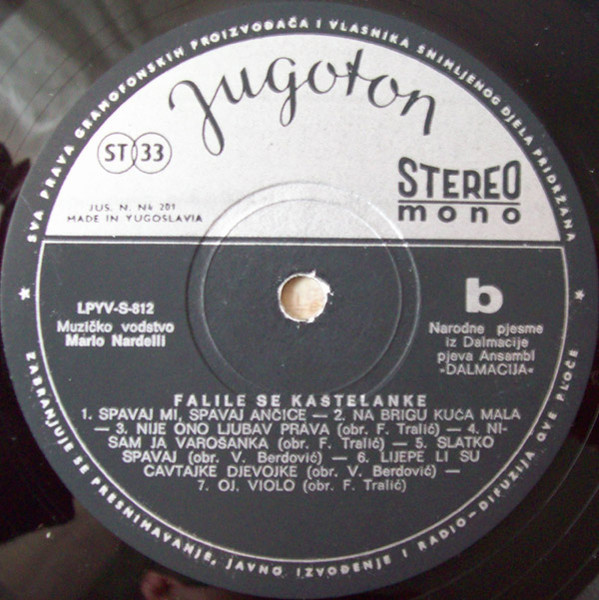 SVA PRAVA GRAMOFONSKIH PROIZVOĐAČA I VLASNIKA SNIMLJENOG DJELA PRIDRŽANA
Jugoton
ST 33
STEREO
mono
JUS. N. Nk 201
MADE IN YUGOSLAVIA
LPYV-S-812
Muzičko vodstvo
Mario Nardelli
b
Narodne pjesme
iz Dalmacije
pjeva Ansambl
»DALMACIJA«
FALILE SE KAŠTELANKE
1. SPAVAJ MI, SPAVAJ ANČICE — 2. NA BRIGU KUĆA MALA
— 3. NIJE ONO LJUBAV PRAVA (obr. F. Tralić) — 4. NI-
SAM JA VAROŠANKA (obr. F. Tralić) — 5. SLATKO
SPAVAJ (obr. V. Berdović) — 6. LIJEPE LI SU
CAVTAJKE DJEVOJKE (obr. V. Berdović) —
7. OJ, VIOLO (obr. F. Tralić)
ZABRANJUJE SE PRESNIMAVANJE, JAVNO IZVOĐENJE I RADIO-DIFUZIJA OVE PLOČE